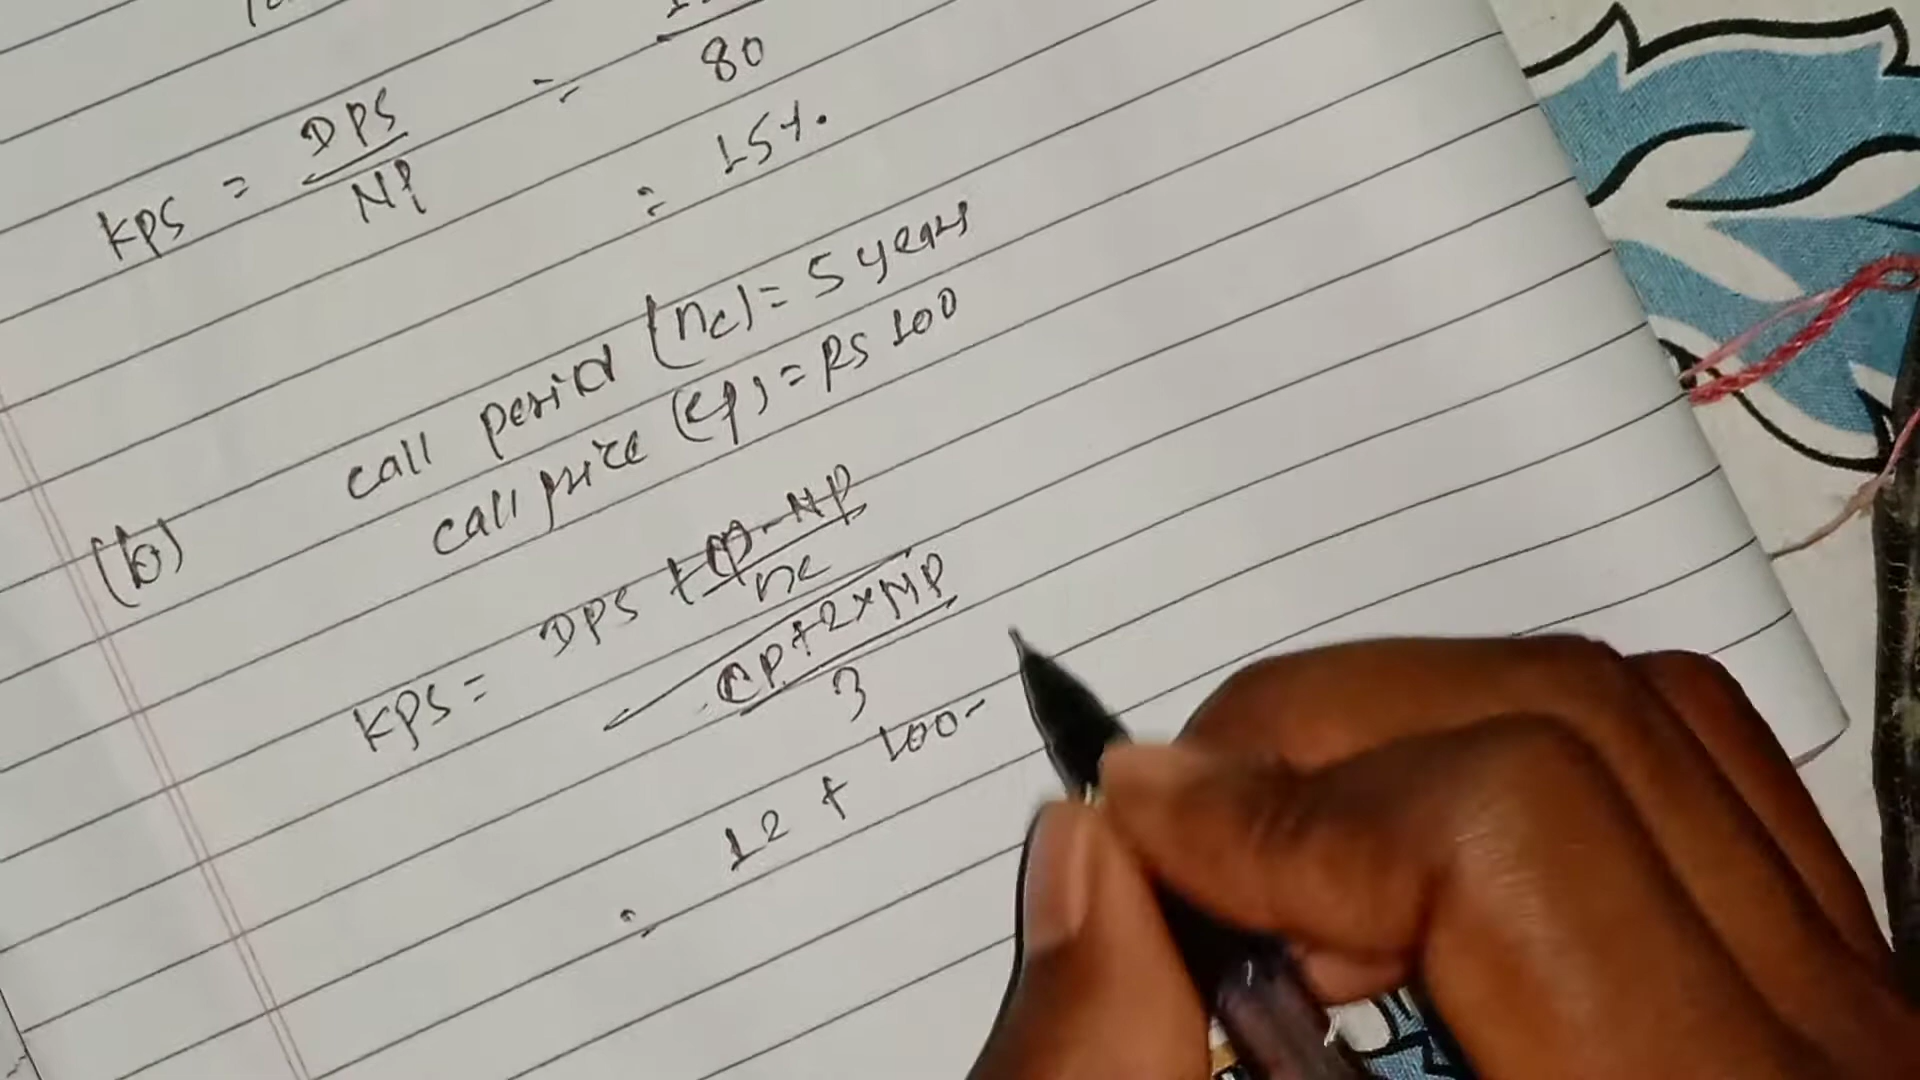 80
KPS = DPS / NP =
= 15%.
(b) call period (nc) = 5 years
call price (cp) = RS 100
KPS = DPS + CP - NP / nc
CP + 2 × NP / 3
= 12 + 100 -